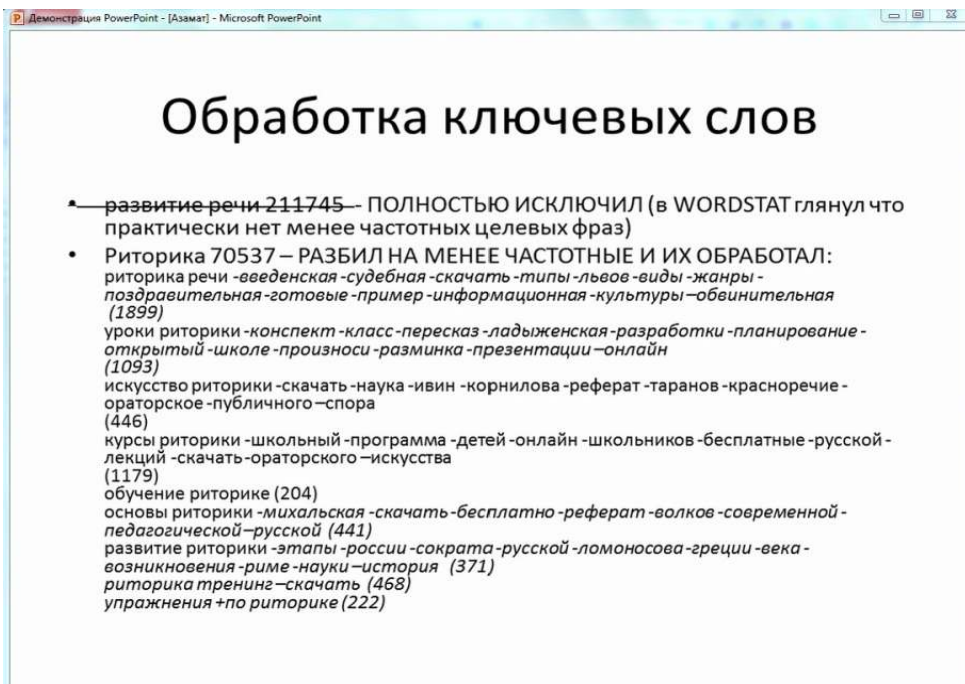 Демонстрация PowerPoint - [Азамат] - Microsoft PowerPoint
Обработка ключевых слов
• развитие речи 211745 - ПОЛНОСТЬЮ ИСКЛЮЧИЛ (в WORDSTAT глянул что
практически нет менее частотных целевых фраз)
• Риторика 70537 – РАЗБИЛ НА МЕНЕЕ ЧАСТОТНЫЕ И ИХ ОБРАБОТАЛ:
риторика речи -введенская -судебная -скачать -типы -львов -виды -жанры -
поздравительная -готовые -пример -информационная -культуры –обвинительная
(1899)
уроки риторики -конспект -класс -пересказ -ладыженская -разработки -планирование -
открытый -школе -произноси -разминка -презентации –онлайн
(1093)
искусство риторики -скачать -наука -ивин -корнилова -реферат -таранов -красноречие -
ораторское -публичного –спора
(446)
курсы риторики -школьный -программа -детей -онлайн -школьников -бесплатные -русской -
лекций -скачать -ораторского –искусства
(1179)
обучение риторике (204)
основы риторики -михальская -скачать -бесплатно -реферат -волков -современной -
педагогической –русской (441)
развитие риторики -этапы -россии -сократа -русской -ломоносова -греции -века -
возникновения -риме -науки –история (371)
риторика тренинг –скачать (468)
упражнения +по риторике (222)